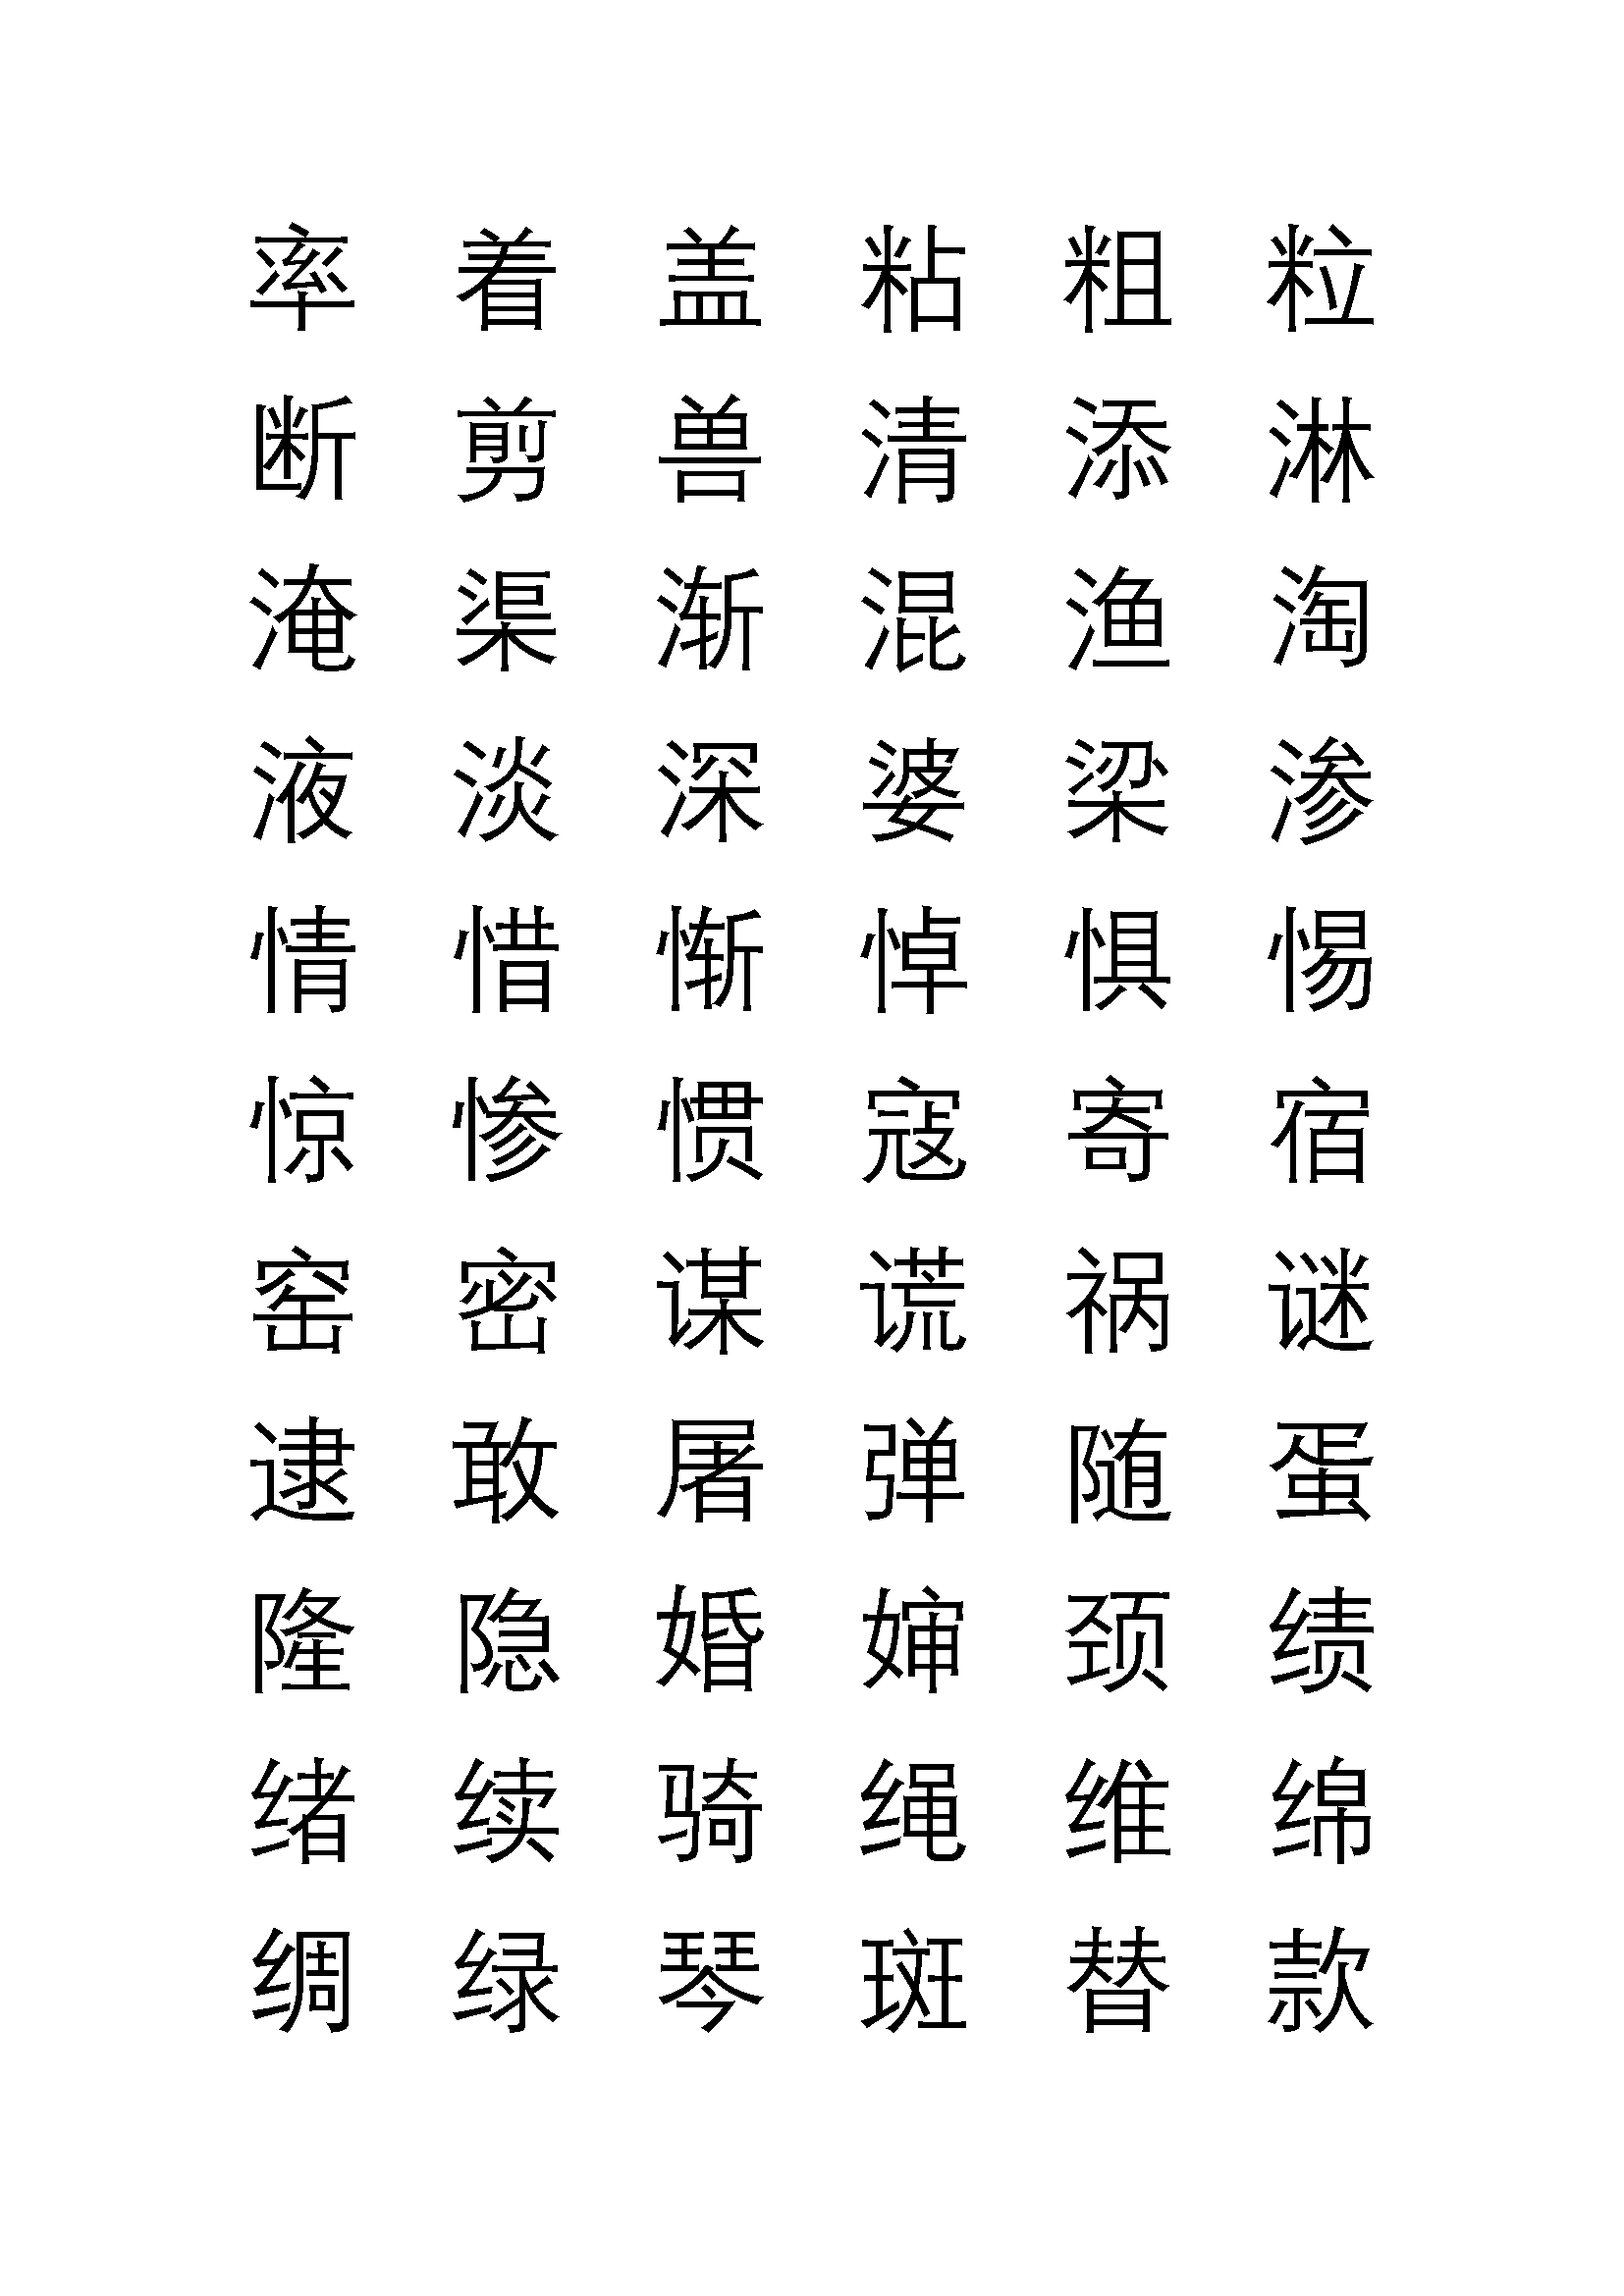 率 着 盖 粘 粗 粒
断 剪 兽 清 添 淋
淹 渠 渐 混 渔 淘
液 淡 深 婆 梁 渗
情 惜 惭 悼 惧 惕
惊 惨 惯 寇 寄 宿
窑 密 谋 谎 祸 谜
逮 敢 屠 弹 随 蛋
隆 隐 婚 婶 颈 绩
绪 续 骑 绳 维 绵
绸 绿 琴 斑 替 款